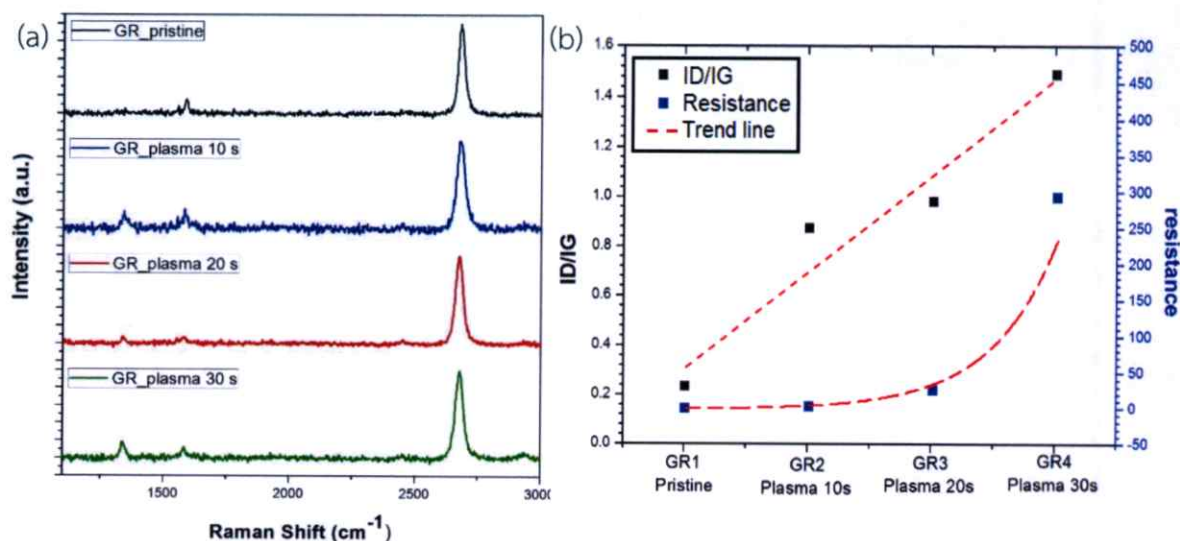 (a)
GR_pristine
GR_plasma 10 s
GR_plasma 20 s
GR_plasma 30 s
Intensity (a.u.)
1500 2000 2500 3000
Raman Shift (cm⁻¹)
(b)
ID/IG
Resistance
Trend line
1.6
1.4
1.2
1.0
0.8
0.6
0.4
0.2
0.0
ID/IG
500
450
400
350
300
250
200
150
100
50
0
-50
resistance
GR1 GR2 GR3 GR4
Pristine Plasma 10s Plasma 20s Plasma 30s